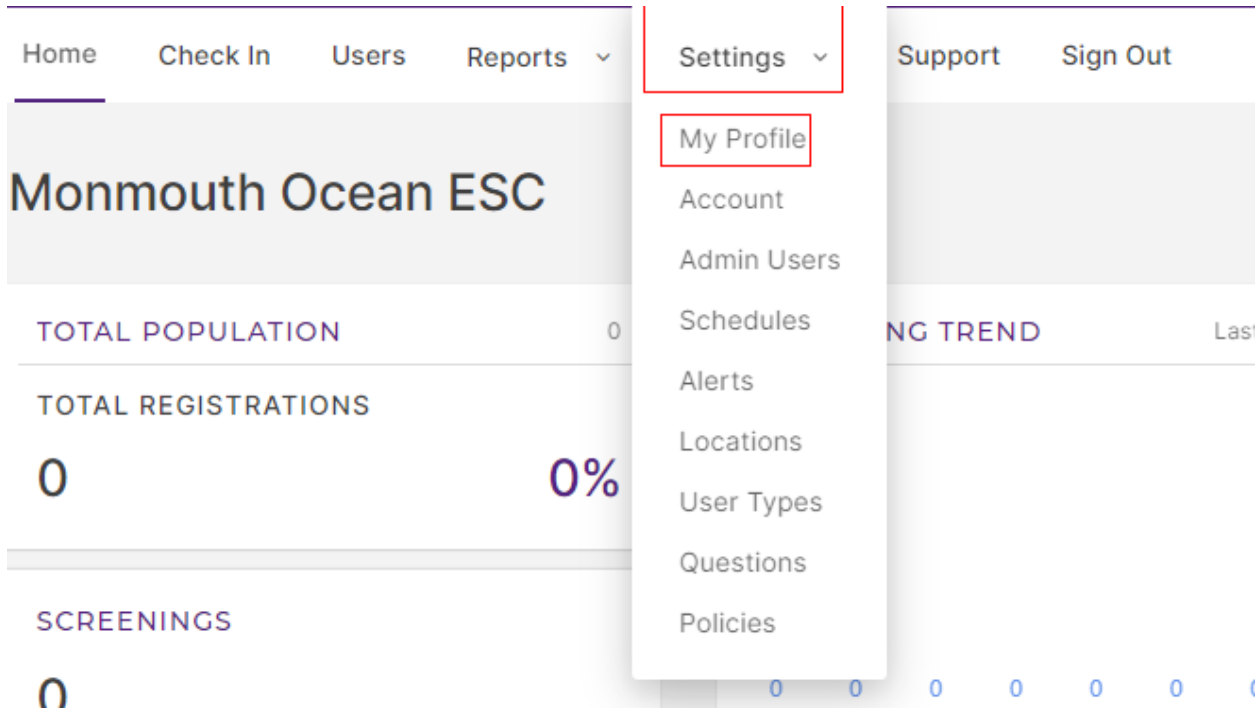 Home Check In Users Reports Settings Support Sign Out
My Profile
Account
Admin Users
Schedules
Alerts
Locations
User Types
Questions
Policies
Monmouth Ocean ESC
TOTAL POPULATION 0
TOTAL REGISTRATIONS
0 0%
SCREENINGS
0
NG TREND Last
0 0 0 0 0 0 0